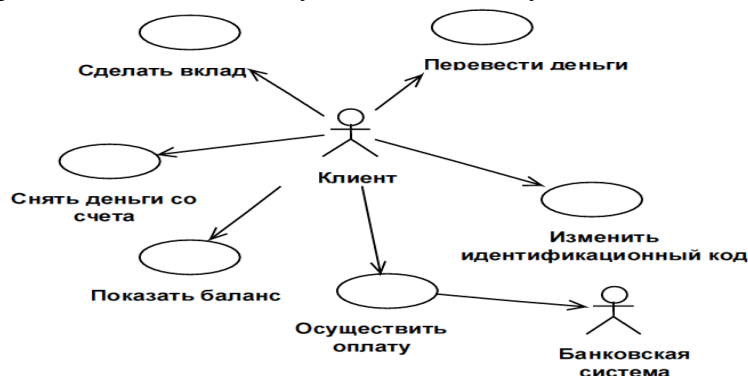 Сделать вклад
Перевести деньги
Клиент
Снять деньги со
счета
Изменить
идентификационный код
Показать баланс
Осуществить
оплату
Банковская
система